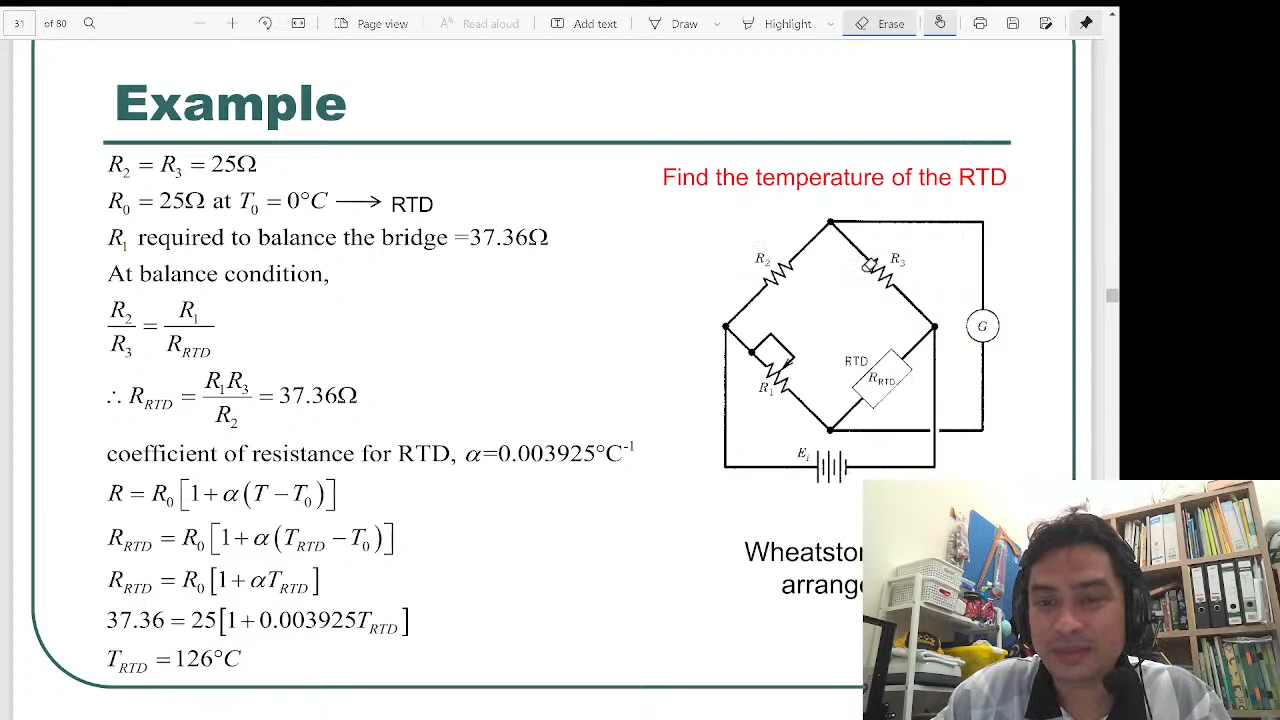 31 of 80 Page view Read aloud Add text Draw Highlight Erase
Example
R₂ = R₃ = 25Ω
R₀ = 25Ω at T₀ = 0°C → RTD
R₁ required to balance the bridge =37.36Ω
At balance condition,
R₂/R₃ = R₁/R_RTD
∴ R_RTD = R₁R₃/R₂ = 37.36Ω
coefficient of resistance for RTD, α=0.003925°C⁻¹
R = R₀[1+α(T−T₀)]
R_RTD = R₀[1+α(T_RTD −T₀)]
R_RTD = R₀[1+αT_RTD]
37.36 = 25[1+0.003925T_RTD]
T_RTD = 126°C
Find the temperature of the RTD
R₂
R₃
G
RTD
R_RTD
R₁
Eᵢ
Wheatston
arrange